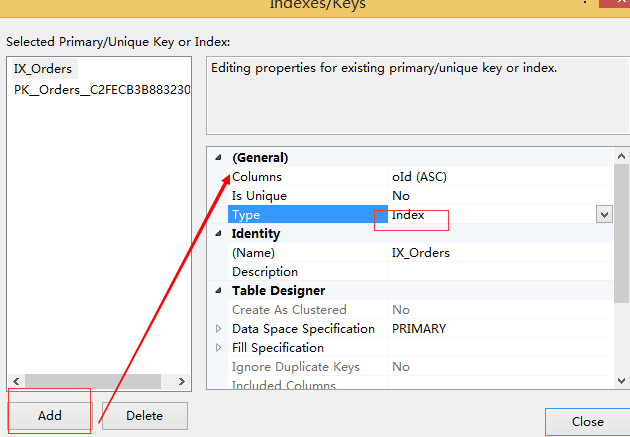 Indexes/Keys
Selected Primary/Unique Key or Index:
IX_Orders
PK__Orders__C2FECB3B883230
Editing properties for existing primary/unique key or index.
(General)
Columns oId (ASC)
Is Unique No
Type Index
Identity
(Name) IX_Orders
Description
Table Designer
Create As Clustered No
Data Space Specification PRIMARY
Fill Specification
Ignore Duplicate Keys No
Included Columns
Add Delete
Close